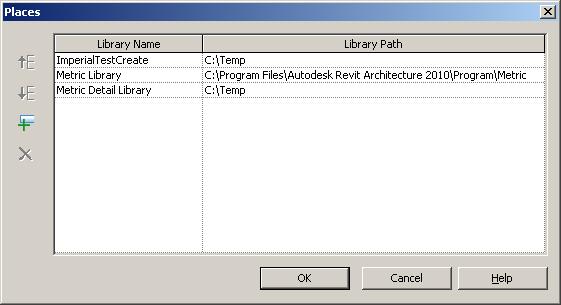 Places
Library Name Library Path
ImperialTestCreate C:\Temp
Metric Library C:\Program Files\Autodesk Revit Architecture 2010\Program\Metric
Metric Detail Library C:\Temp
OK Cancel Help